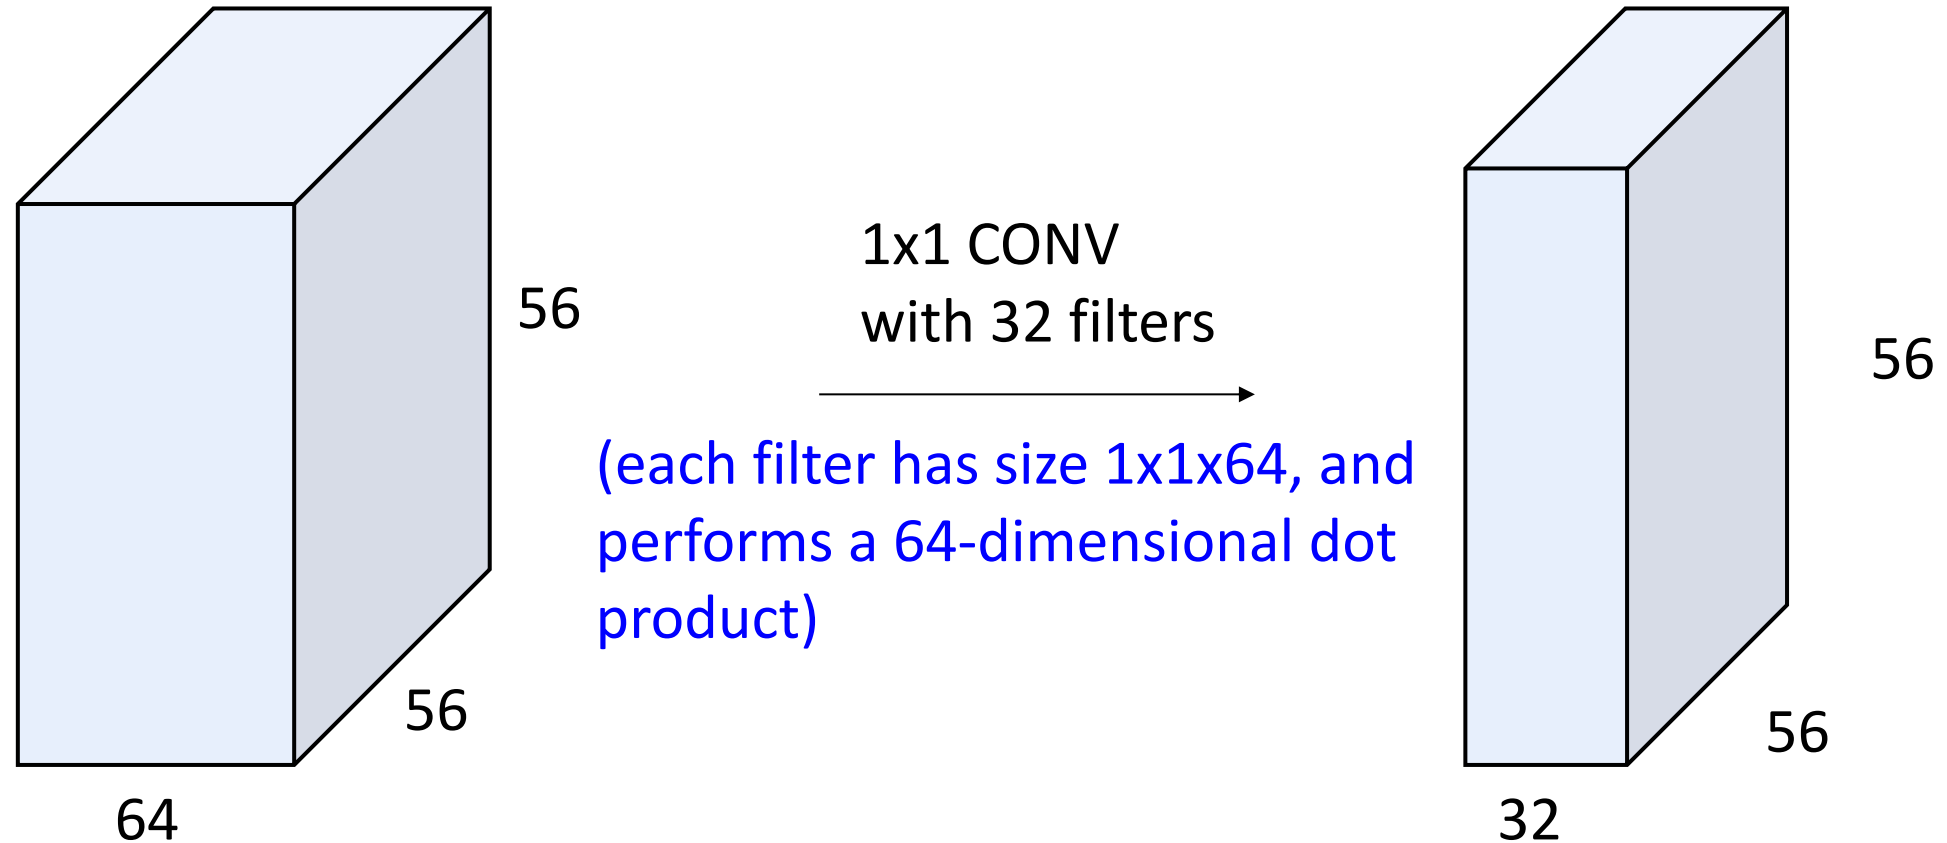 56
56
64
1x1 CONV
with 32 filters
(each filter has size 1x1x64, and
performs a 64-dimensional dot
product)
56
56
32